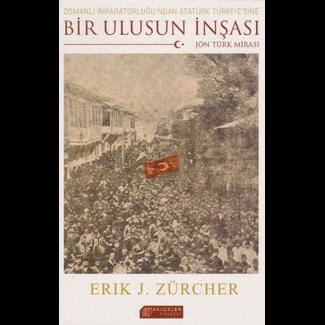 OSMANLI İMPARATORLUĞU'NDAN ATATÜRK TÜRKİYE'SİNE
BİR ULUSUN İNŞASI
JÖN TÜRK MİRASI
ERIK J. ZÜRCHER